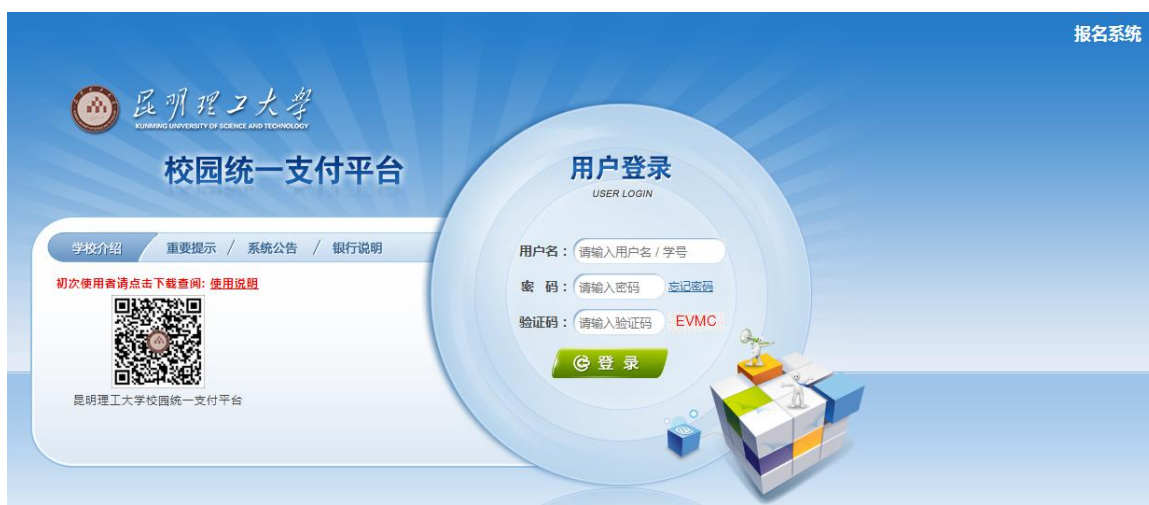 报名系统
昆明理工大学
KUNMING UNIVERSITY OF SCIENCE AND TECHNOLOGY
校园统一支付平台
用户登录
USER LOGIN
学校介绍 重要提示 / 系统公告 / 银行说明
初次使用者请点击下载查阅: 使用说明
昆明理工大学校园统一支付平台
用户名： 请输入用户名 / 学号
密 码： 请输入密码 忘记密码
验证码： 请输入验证码 EVMC
登 录